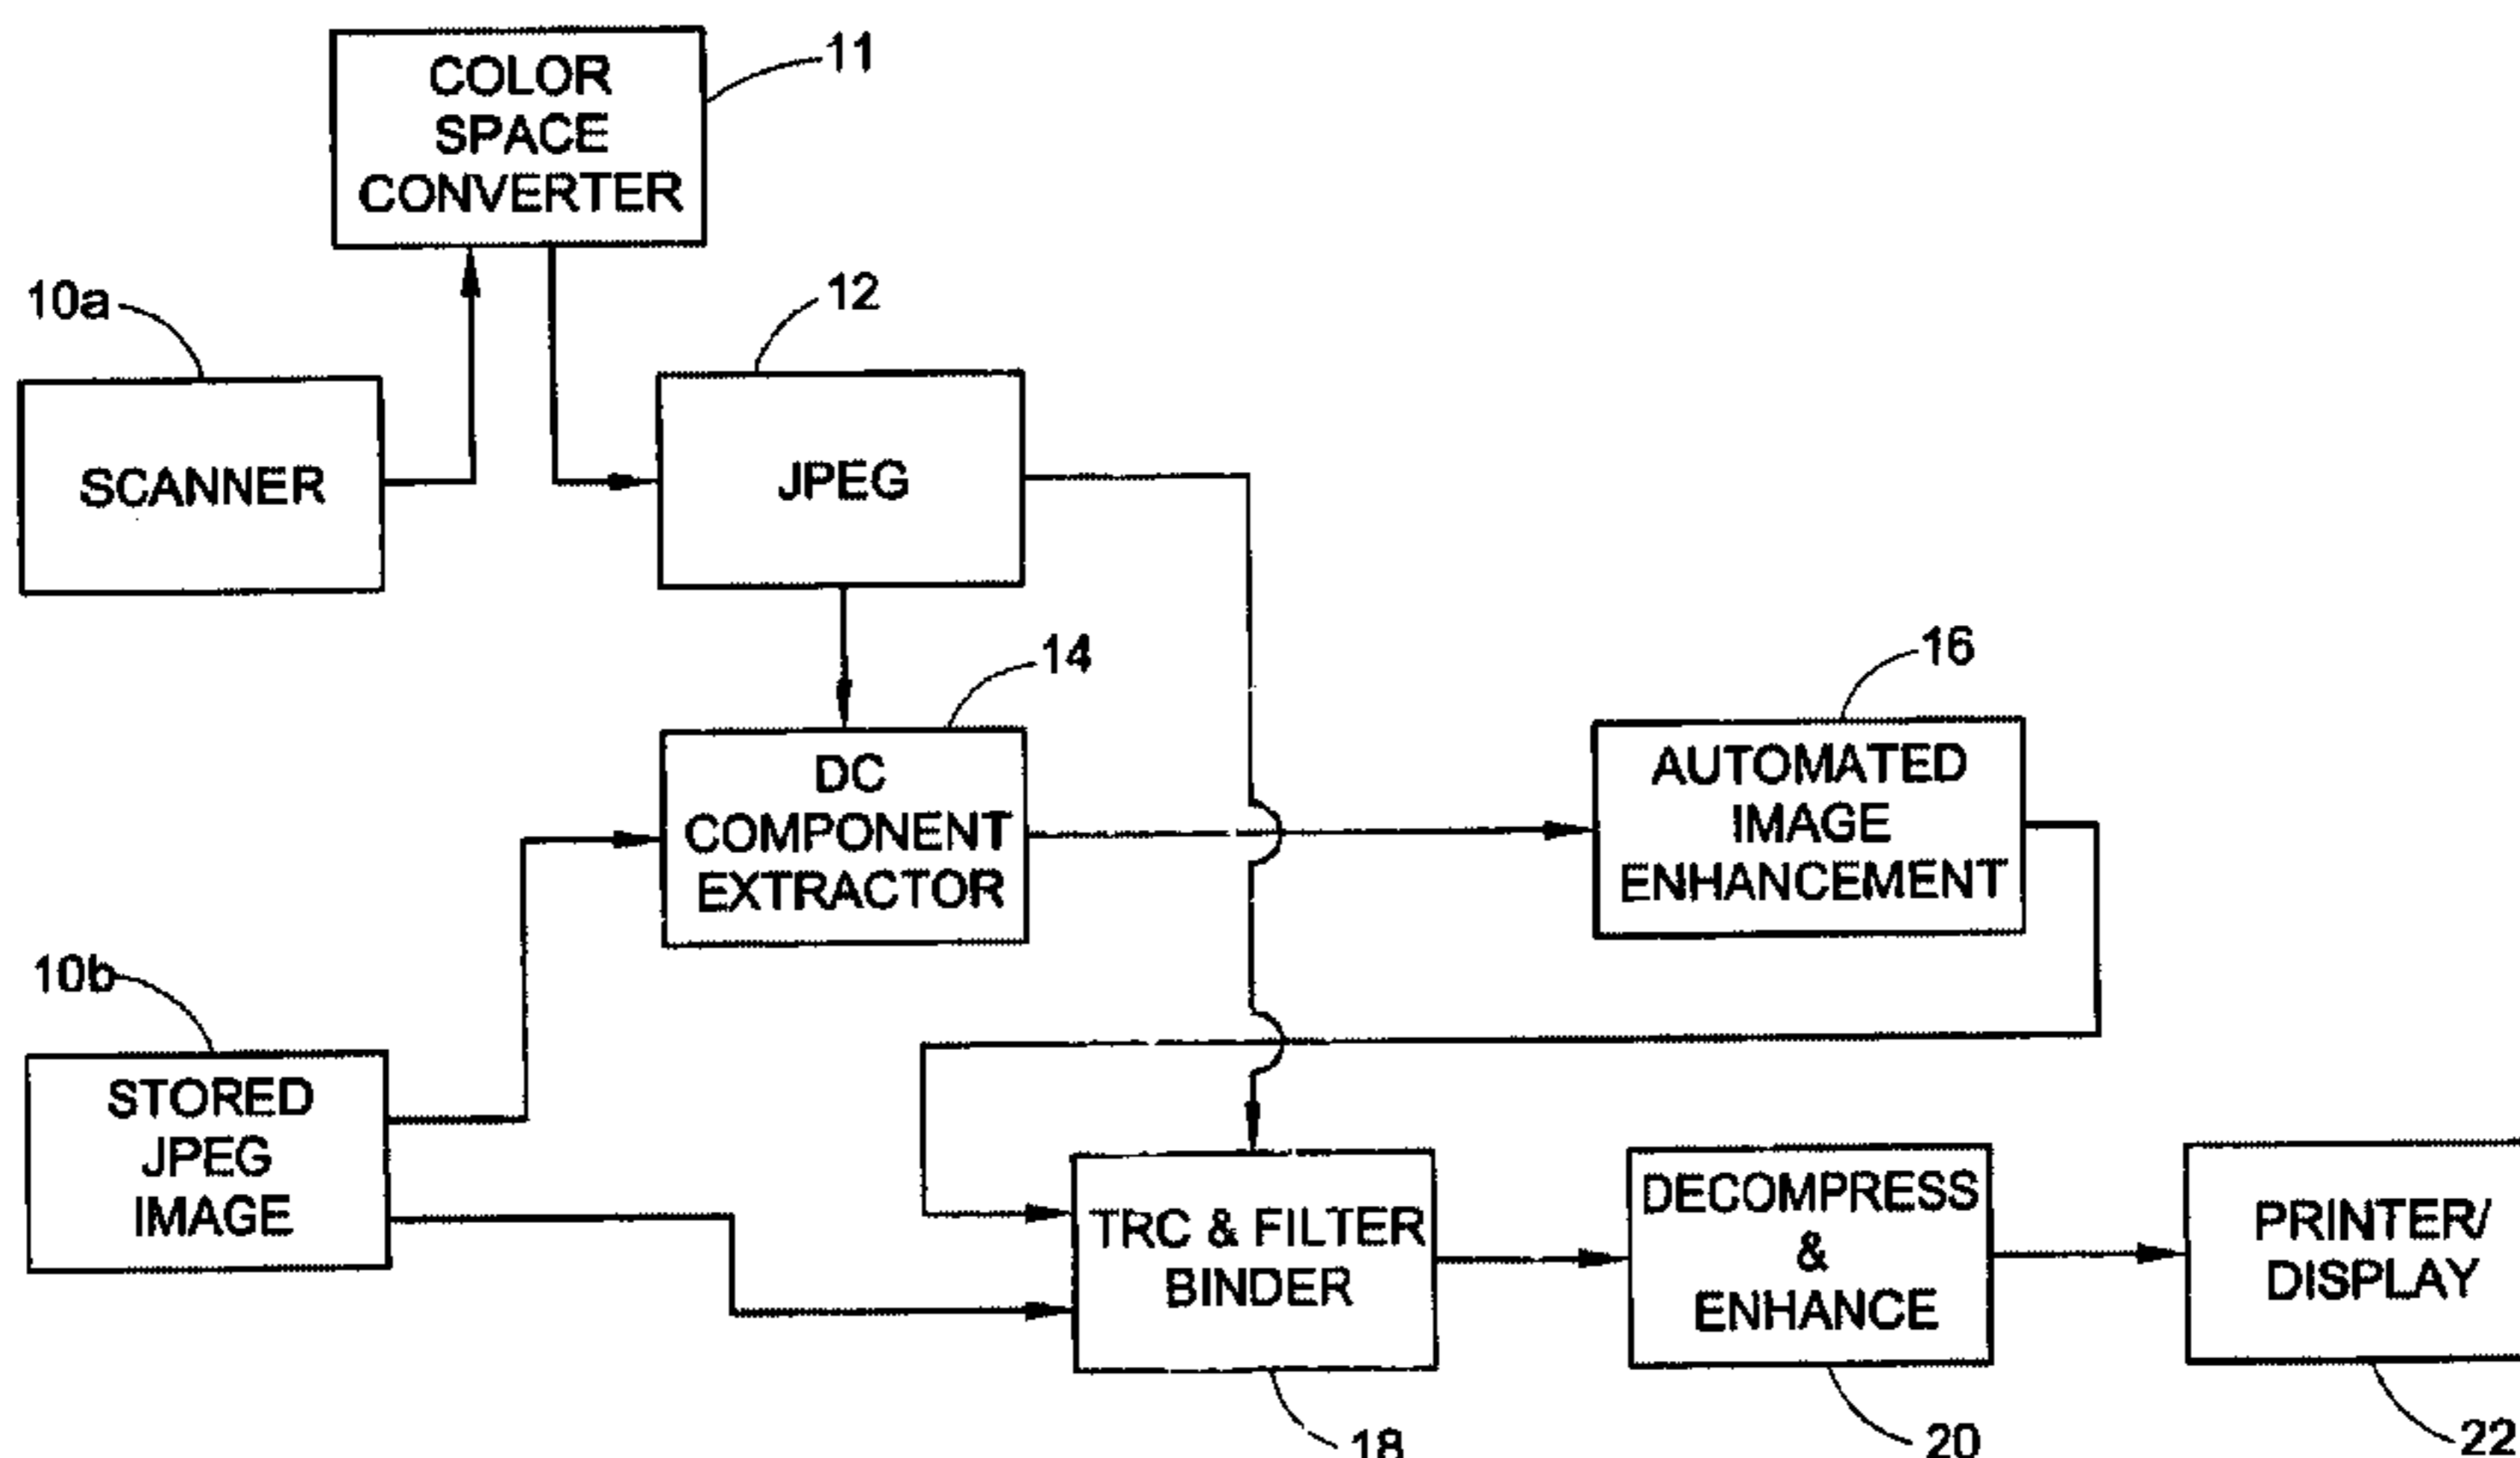 COLOR
SPACE
CONVERTER
11
10a
SCANNER
12
JPEG
14
DC
COMPONENT
EXTRACTOR
16
AUTOMATED
IMAGE
ENHANCEMENT
10b
STORED
JPEG
IMAGE
TRC & FILTER
BINDER
18
DECOMPRESS
&
ENHANCE
20
PRINTER/
DISPLAY
22